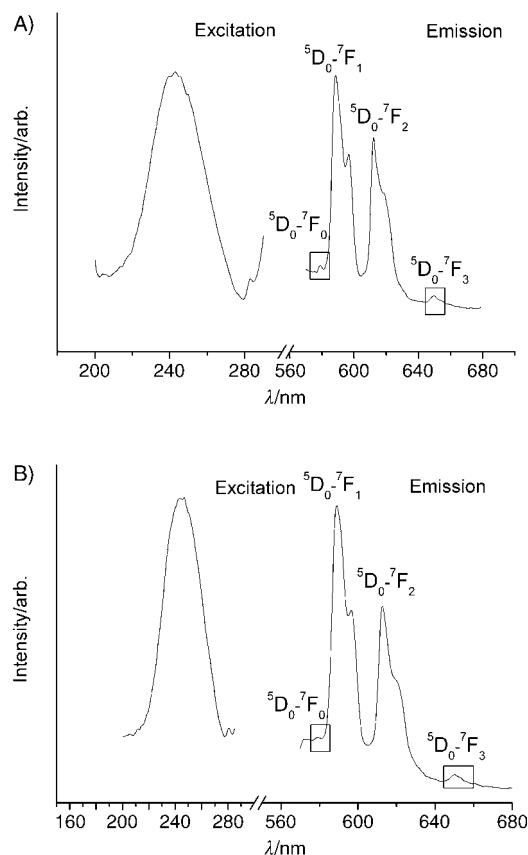 A)
Excitation
Emission
⁵D₀-⁷F₁
⁵D₀-⁷F₂
⁵D₀-⁷F₀
⁵D₀-⁷F₃
Intensity/arb.
200 240 280 560 600 640 680
λ/nm
B)
Excitation
Emission
⁵D₀-⁷F₁
⁵D₀-⁷F₂
⁵D₀-⁷F₀
⁵D₀-⁷F₃
Intensity/arb.
160 200 240 280 560 600 640 680
λ/nm